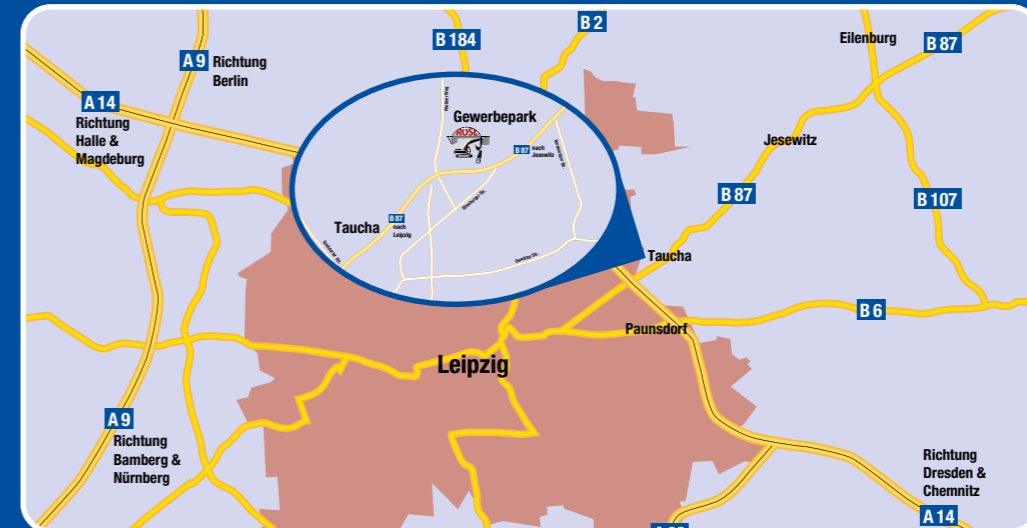 B 2
B 184
Eilenburg
B 87
A 9
Richtung
Berlin
A 14
Richtung
Halle &
Magdeburg
Gewerbepark
RÜSL
B 87
nach
Jesewitz
Jesewitz
B 87
B 107
Taucha
B 87
nach
Leipzig
Taucha
B 6
Paunsdorf
Leipzig
A 9
Richtung
Bamberg &
Nürnberg
Richtung
Dresden &
Chemnitz
A 14